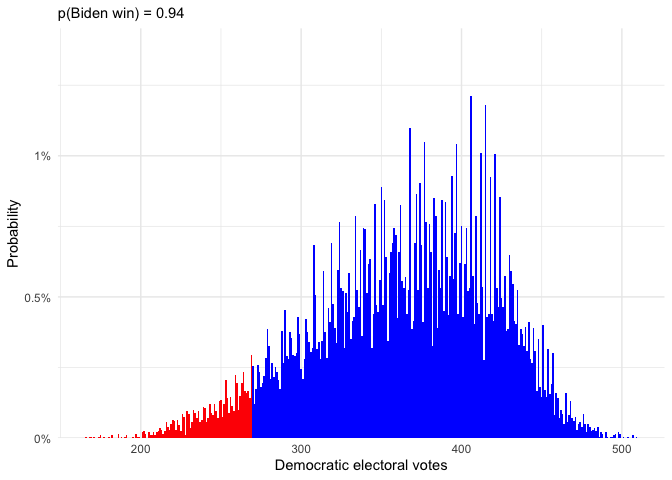 p(Biden win) = 0.94
1%
0.5%
0%
Probability
200
300
400
500
Democratic electoral votes